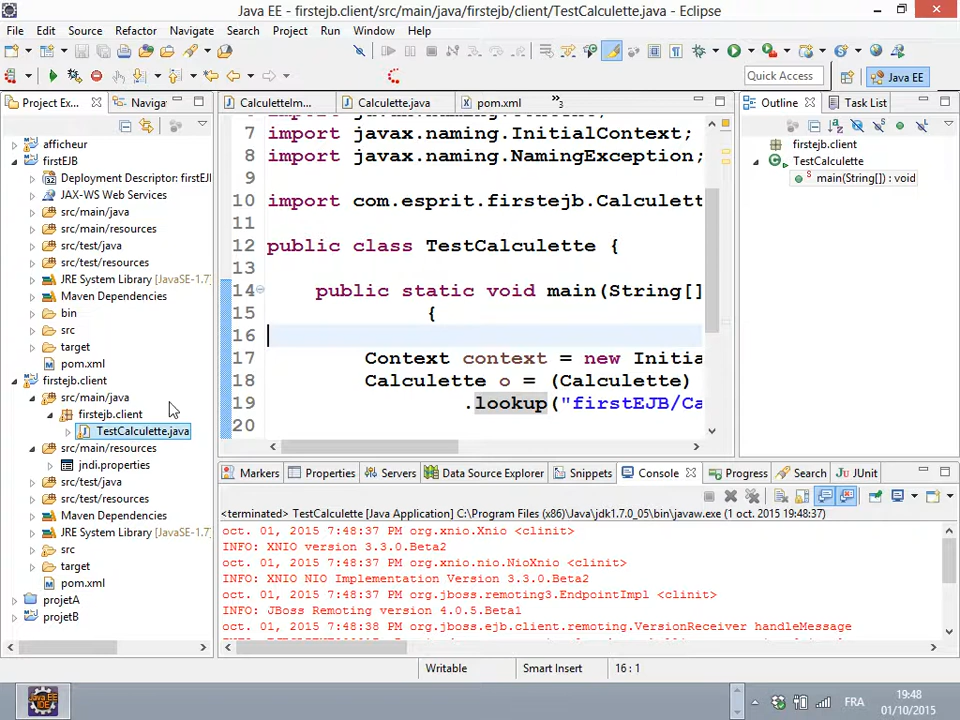 Java EE - firstejb.client/src/main/java/firstejb/client/TestCalculette.java - Eclipse
File Edit Source Refactor Navigate Search Project Run Window Help
Quick Access
Java EE
Project Ex...
Naviga
afficheur
firstEJB
Deployment Descriptor: firstEJ
JAX-WS Web Services
src/main/java
src/main/resources
src/test/java
src/test/resources
JRE System Library [JavaSE-1.7]
Maven Dependencies
bin
src
target
pom.xml
firstejb.client
src/main/java
firstejb.client
TestCalculette.java
src/main/resources
jndi.properties
src/test/java
src/test/resources
Maven Dependencies
JRE System Library [JavaSE-1.7]
src
target
pom.xml
projetA
projetB
CalculetteIm...
Calculette.java
pom.xml
»3
7 import javax.naming.InitialContext;
8 import javax.naming.NamingException;
9
10 import com.esprit.firstejb.Calculett
11
12 public class TestCalculette {
13
14 public static void main(String[]
15 {
16
17 Context context = new Initia
18 Calculette o = (Calculette)
19 .lookup("firstEJB/Ca
20
Outline
Task List
firstejb.client
TestCalculette
main(String[]) : void
Markers Properties Servers Data Source Explorer Snippets Console Progress Search JUnit
<terminated> TestCalculette [Java Application] C:\Program Files (x86)\Java\jdk1.7.0_05\bin\javaw.exe (1 oct. 2015 19:48:37)
oct. 01, 2015 7:48:37 PM org.xnio.Xnio <clinit>
INFO: XNIO version 3.3.0.Beta2
oct. 01, 2015 7:48:37 PM org.xnio.nio.NioXnio <clinit>
INFO: XNIO NIO Implementation Version 3.3.0.Beta2
oct. 01, 2015 7:48:37 PM org.jboss.remoting3.EndpointImpl <clinit>
INFO: JBoss Remoting version 4.0.5.Beta1
oct. 01, 2015 7:48:38 PM org.jboss.ejb.client.remoting.VersionReceiver handleMessage
Writable
Smart Insert
16 : 1
Java EE
IDE
FRA
19:48
01/10/2015